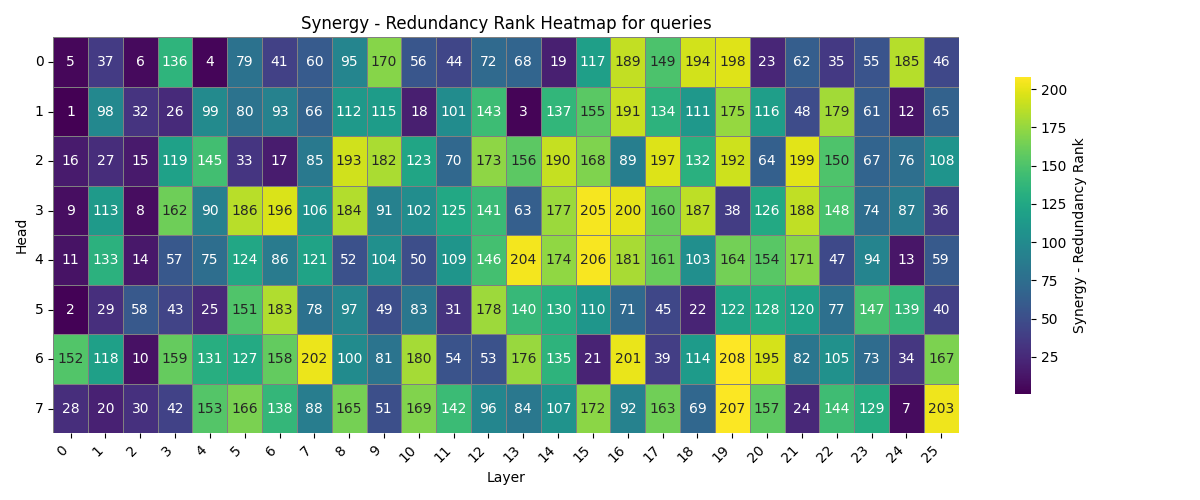 Synergy - Redundancy Rank Heatmap for queries
0 5 37 6 136 4 79 41 60 95 170 56 44 72 68 19 117 189 149 194 198 23 62 35 55 185 46
1 1 98 32 26 99 80 93 66 112 115 18 101 143 3 137 155 191 134 111 175 116 48 179 61 12 65
2 16 27 15 119 145 33 17 85 193 182 123 70 173 156 190 168 89 197 132 192 64 199 150 67 76 108
3 9 113 8 162 90 186 196 106 184 91 102 125 141 63 177 205 200 160 187 38 126 188 148 74 87 36
4 11 133 14 57 75 124 86 121 52 104 50 109 146 204 174 206 181 161 103 164 154 171 47 94 13 59
5 2 29 58 43 25 151 183 78 97 49 83 31 178 140 130 110 71 45 22 122 128 120 77 147 139 40
6 152 118 10 159 131 127 158 202 100 81 180 54 53 176 135 21 201 39 114 208 195 82 105 73 34 167
7 28 20 30 42 153 166 138 88 165 51 169 142 96 84 107 172 92 163 69 207 157 24 144 129 7 203
0 1 2 3 4 5 6 7 8 9 10 11 12 13 14 15 16 17 18 19 20 21 22 23 24 25
Layer
Head
200
175
150
125
100
75
50
25
Synergy - Redundancy Rank